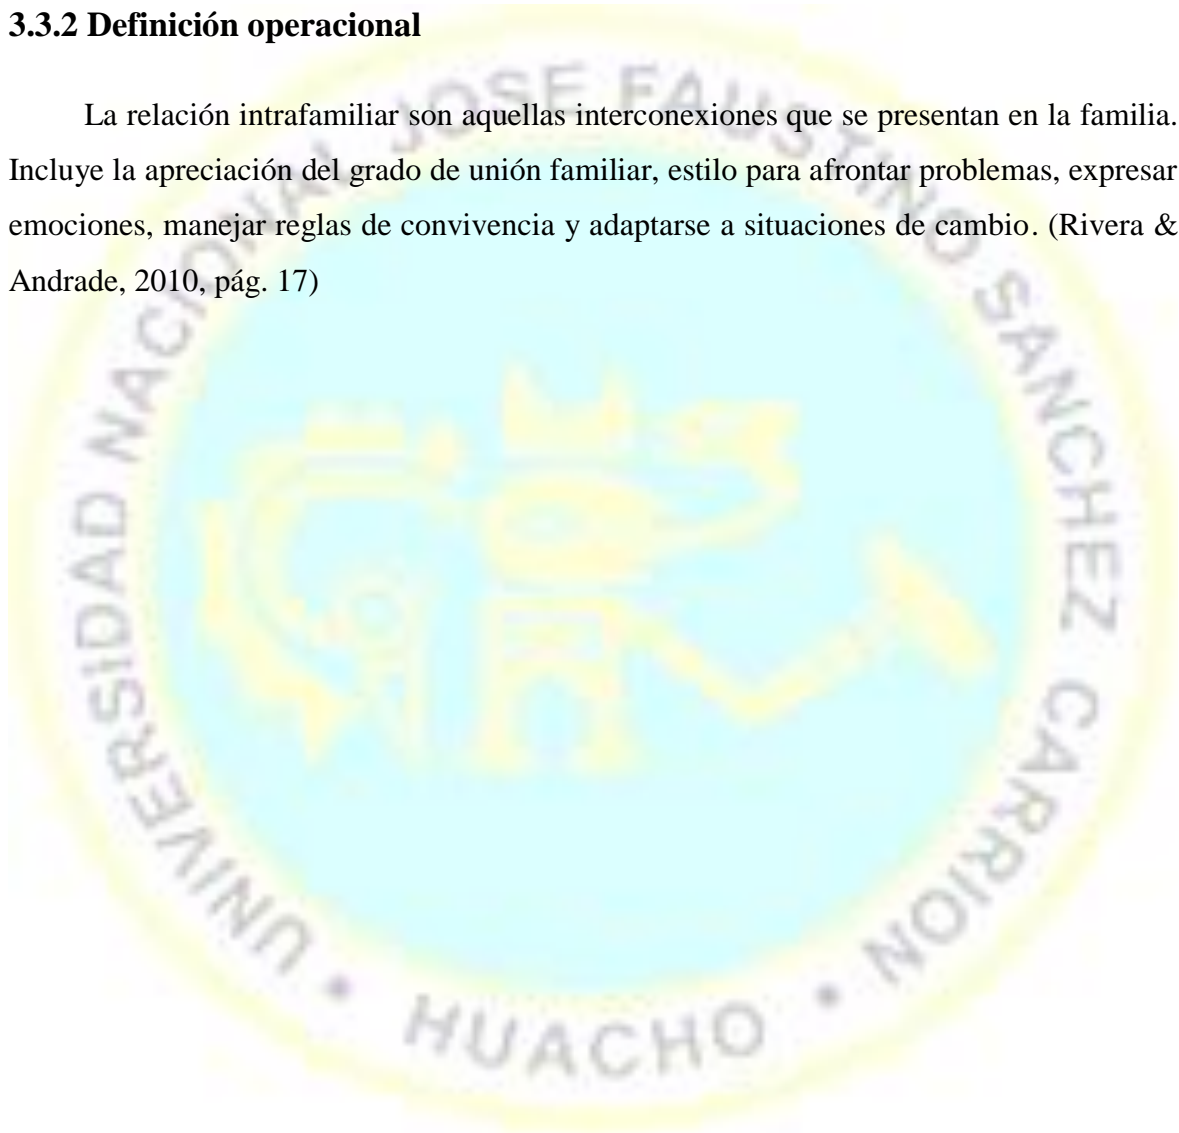 3.3.2 Definición operacional
La relación intrafamiliar son aquellas interconexiones que se presentan en la familia.
Incluye la apreciación del grado de unión familiar, estilo para afrontar problemas, expresar
emociones, manejar reglas de convivencia y adaptarse a situaciones de cambio. (Rivera &
Andrade, 2010, pág. 17)
UNIVERSIDAD NACIONAL JOSE FAUSTINO SANCHEZ CARRION • HUACHO •